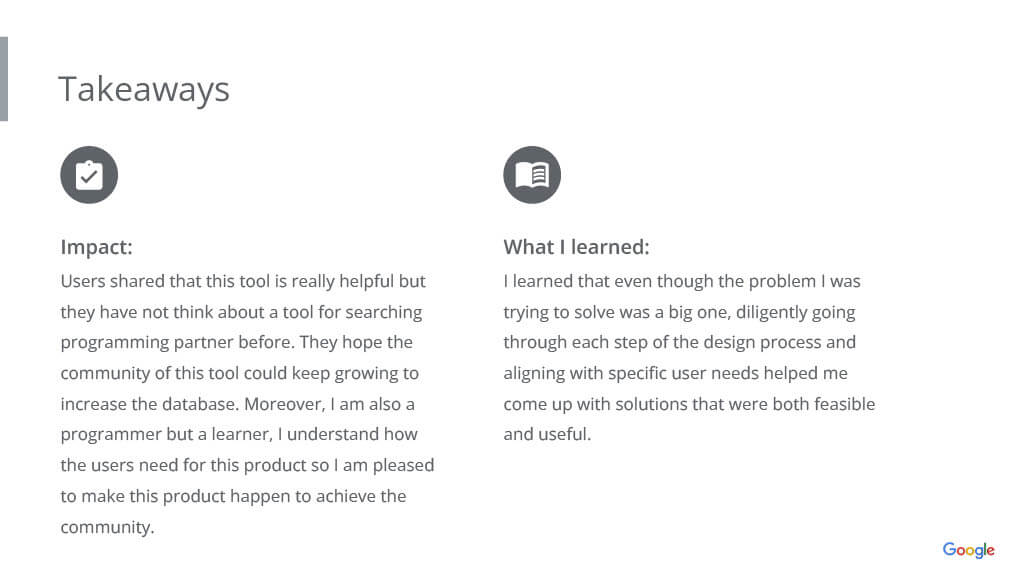 Takeaways
Impact:
Users shared that this tool is really helpful but
they have not think about a tool for searching
programming partner before. They hope the
community of this tool could keep growing to
increase the database. Moreover, I am also a
programmer but a learner, I understand how
the users need for this product so I am pleased
to make this product happen to achieve the
community.
What I learned:
I learned that even though the problem I was
trying to solve was a big one, diligently going
through each step of the design process and
aligning with specific user needs helped me
come up with solutions that were both feasible
and useful.
Google